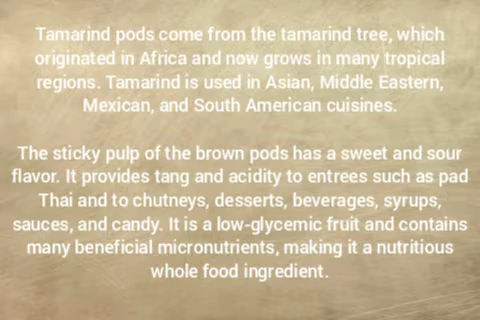 Tamarind pods come from the tamarind tree, which
originated in Africa and now grows in many tropical
regions. Tamarind is used in Asian, Middle Eastern,
Mexican, and South American cuisines.
The sticky pulp of the brown pods has a sweet and sour
flavor. It provides tang and acidity to entrees such as pad
Thai and to chutneys, desserts, beverages, syrups,
sauces, and candy. It is a low-glycemic fruit and contains
many beneficial micronutrients, making it a nutritious
whole food ingredient.